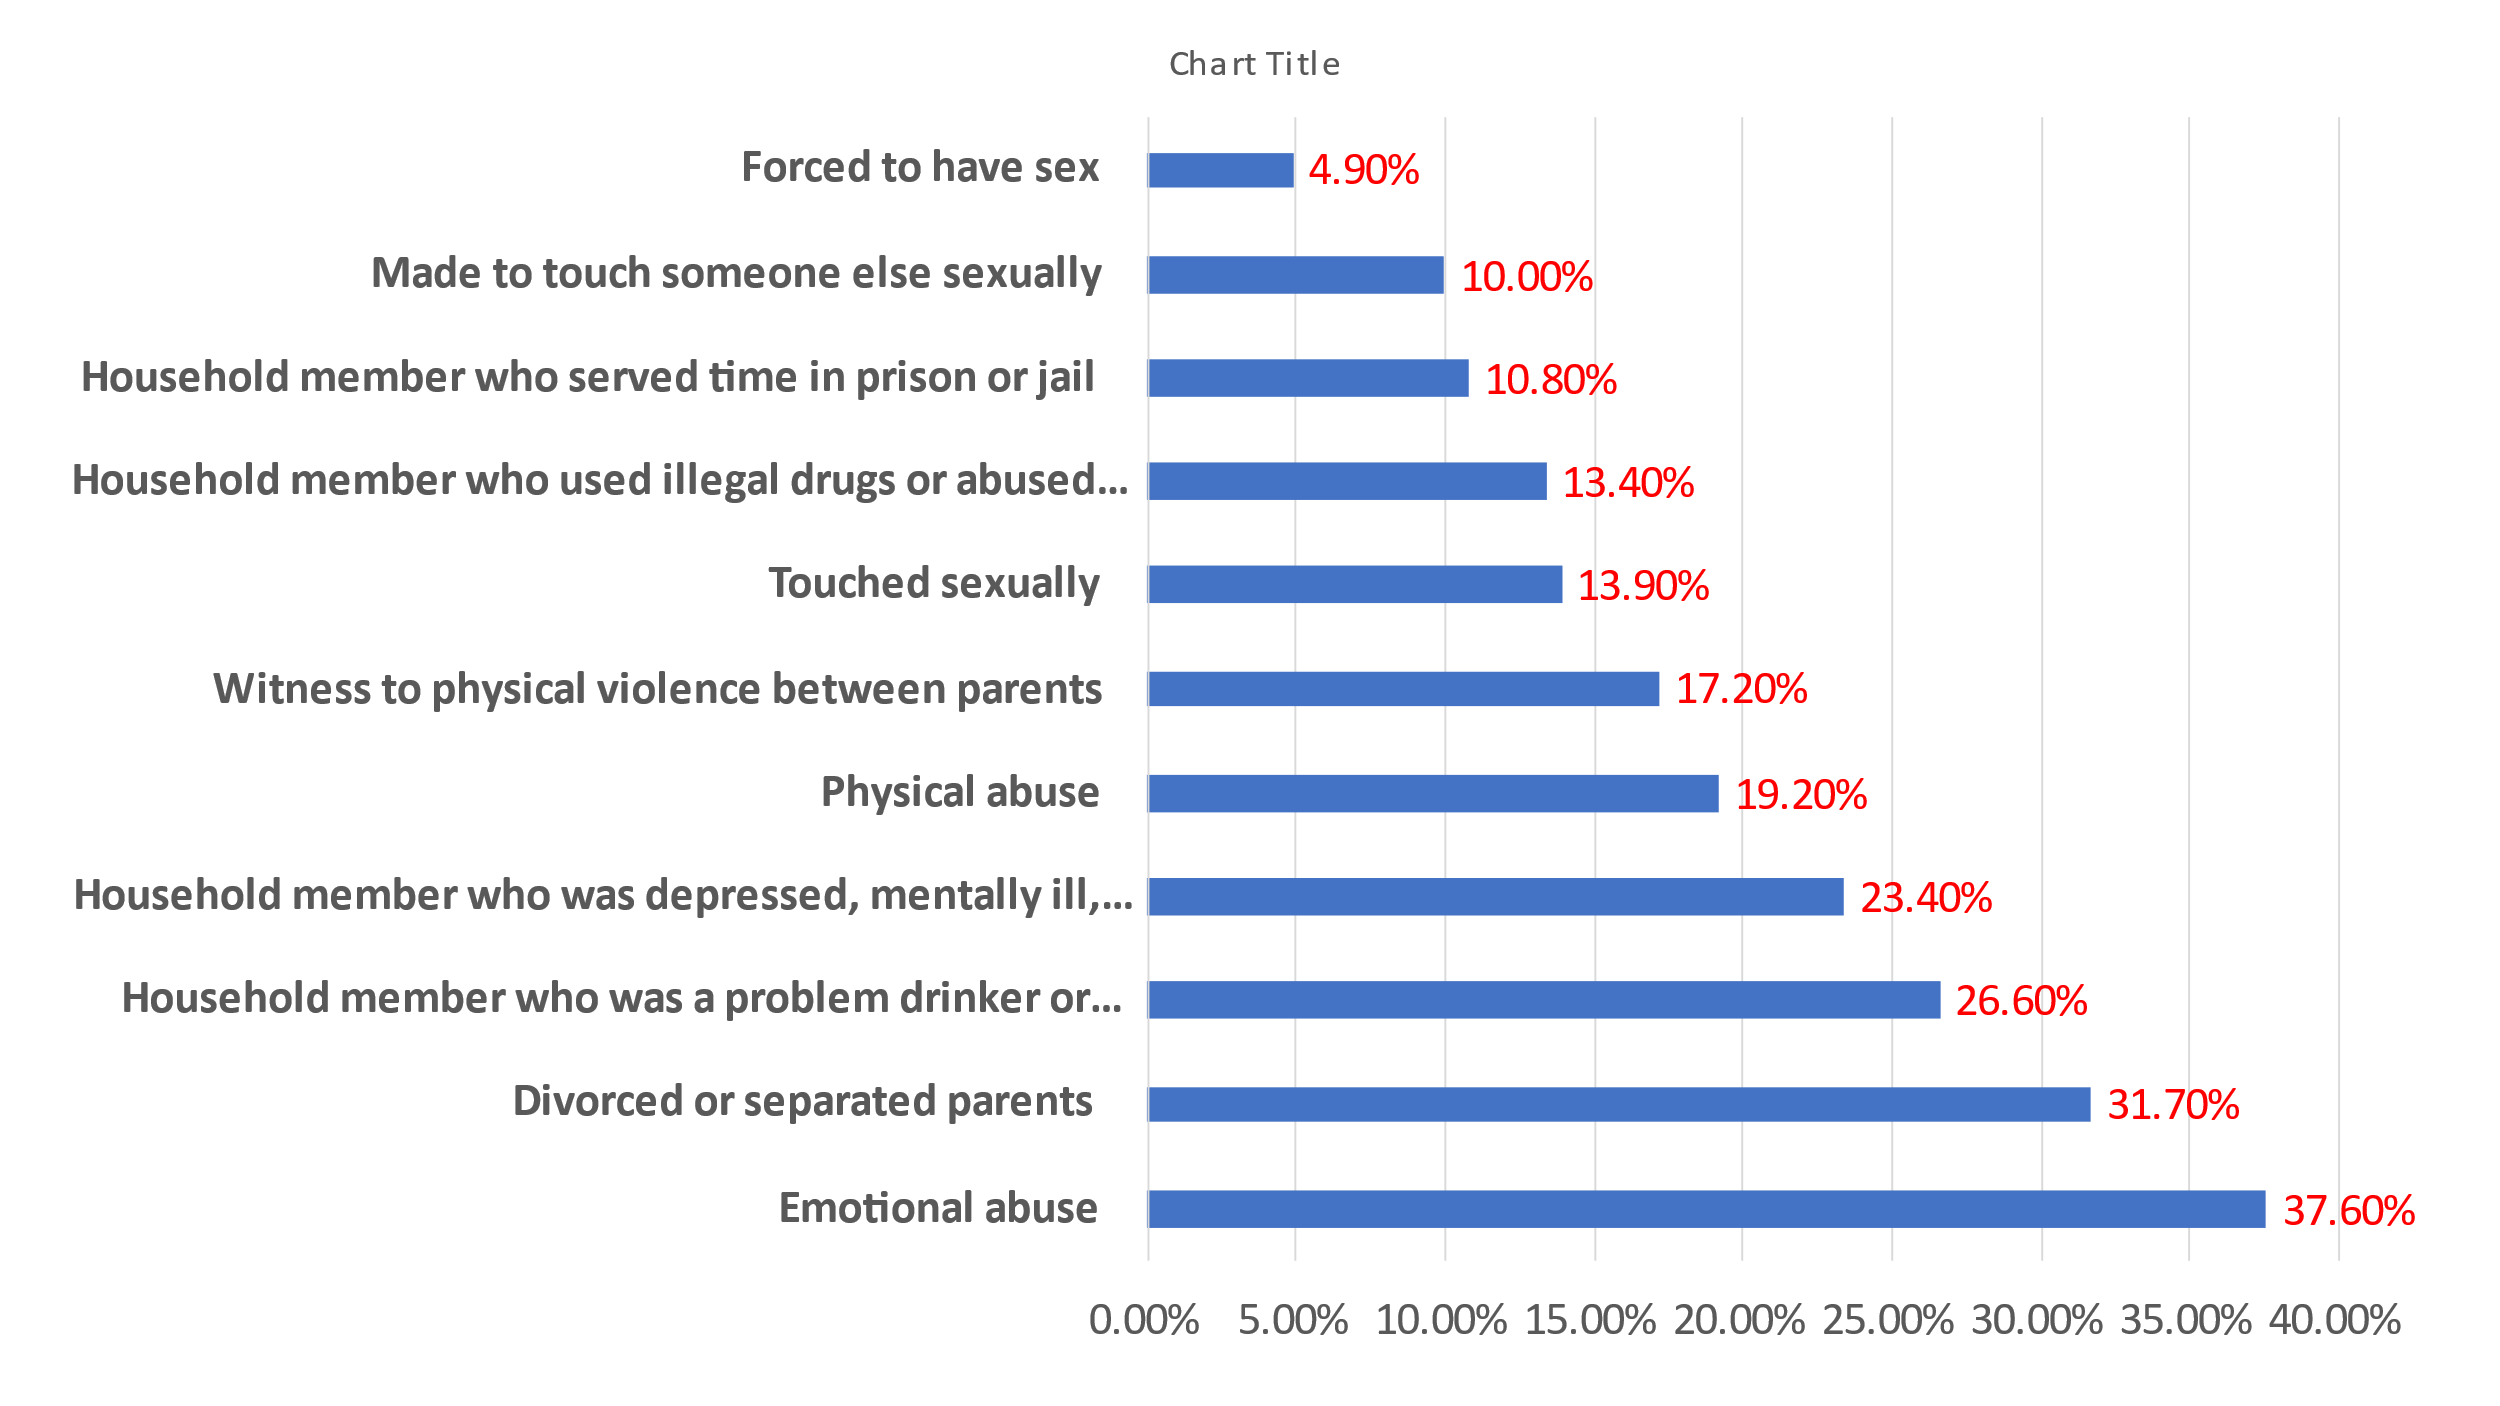 Chart Title
Forced to have sex 4.90%
Made to touch someone else sexually 10.00%
Household member who served time in prison or jail 10.80%
Household member who used illegal drugs or abused... 13.40%
Touched sexually 13.90%
Witness to physical violence between parents 17.20%
Physical abuse 19.20%
Household member who was depressed, mentally ill,... 23.40%
Household member who was a problem drinker or... 26.60%
Divorced or separated parents 31.70%
Emotional abuse 37.60%
0.00% 5.00% 10.00% 15.00% 20.00% 25.00% 30.00% 35.00% 40.00%